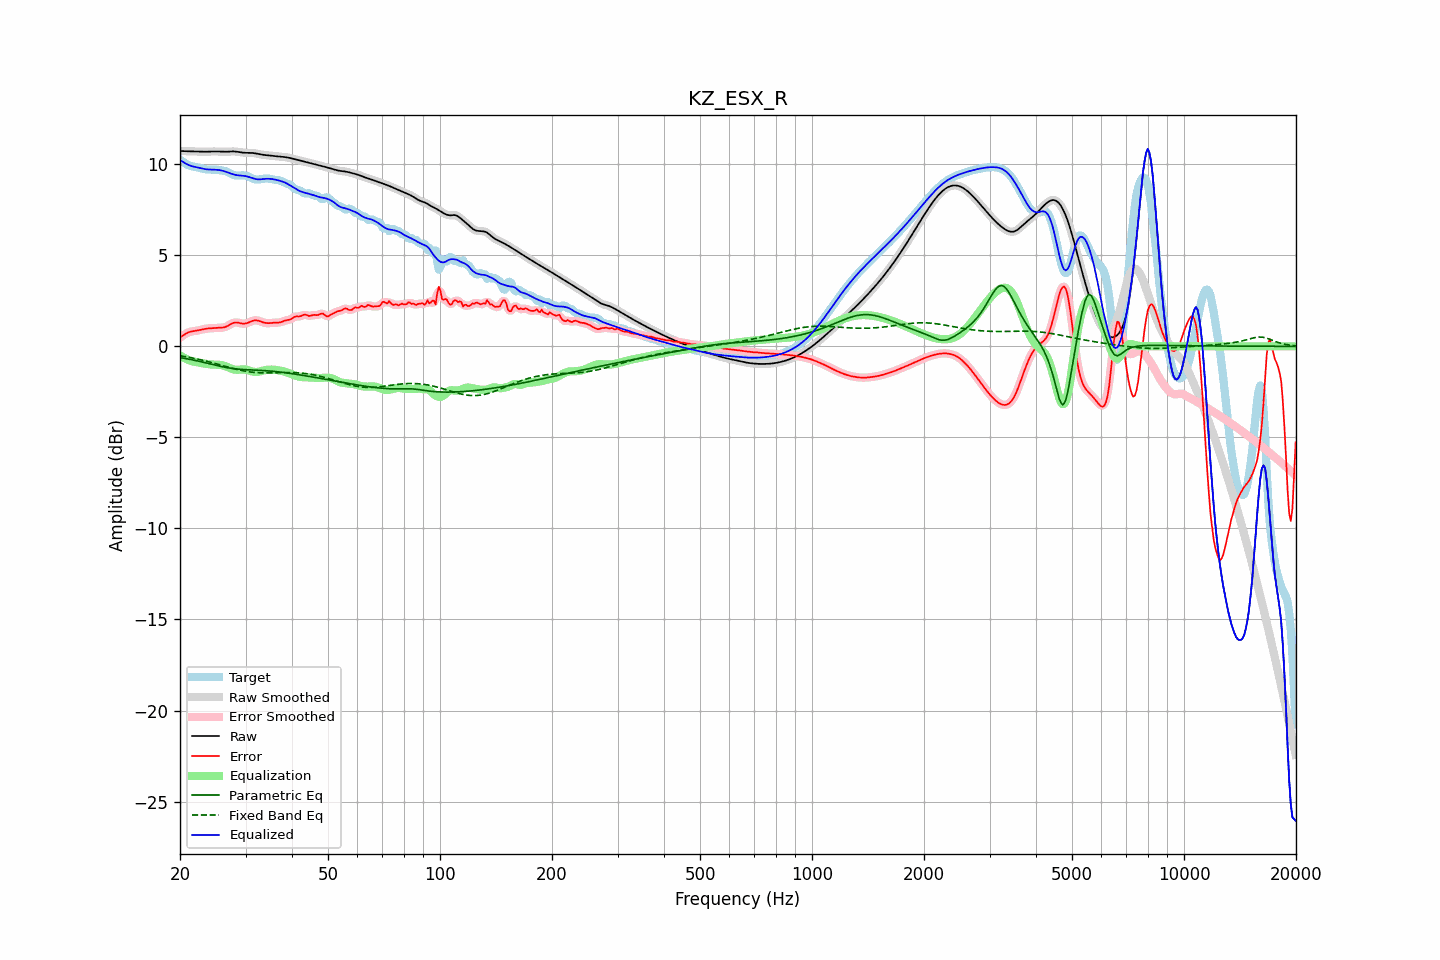 KZ_ESX_R
Amplitude (dBr)
10
5
0
−5
−10
−15
−20
−25
Target
Raw Smoothed
Error Smoothed
Raw
Error
Equalization
Parametric Eq
Fixed Band Eq
Equalized
20 50 100 200 500 1000 2000 5000 10000 20000
Frequency (Hz)